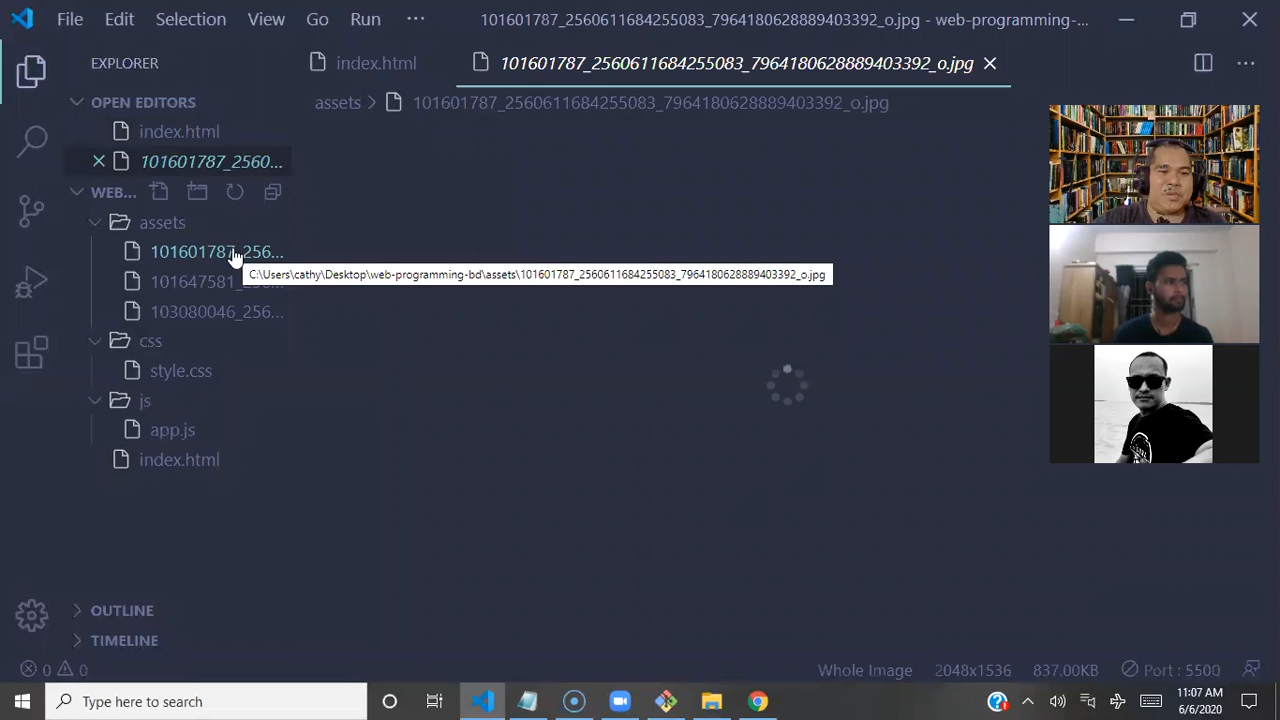 File Edit Selection View Go Run ··· 101601787_2560611684255083_7964180628889403392_o.jpg - web-programming-...
EXPLORER
index.html 101601787_2560611684255083_7964180628889403392_o.jpg
OPEN EDITORS
assets > 101601787_2560611684255083_7964180628889403392_o.jpg
index.html
101601787_2560...
WEB...
assets
101601787_256...
C:\Users\cathy\Desktop\web-programming-bd\assets\101601787_2560611684255083_7964180628889403392_o.jpg
101647581_
103080046_256...
css
style.css
js
app.js
index.html
OUTLINE
TIMELINE
0 0 Whole Image 2048x1536 837.00KB Port : 5500
Type here to search
11:07 AM
6/6/2020